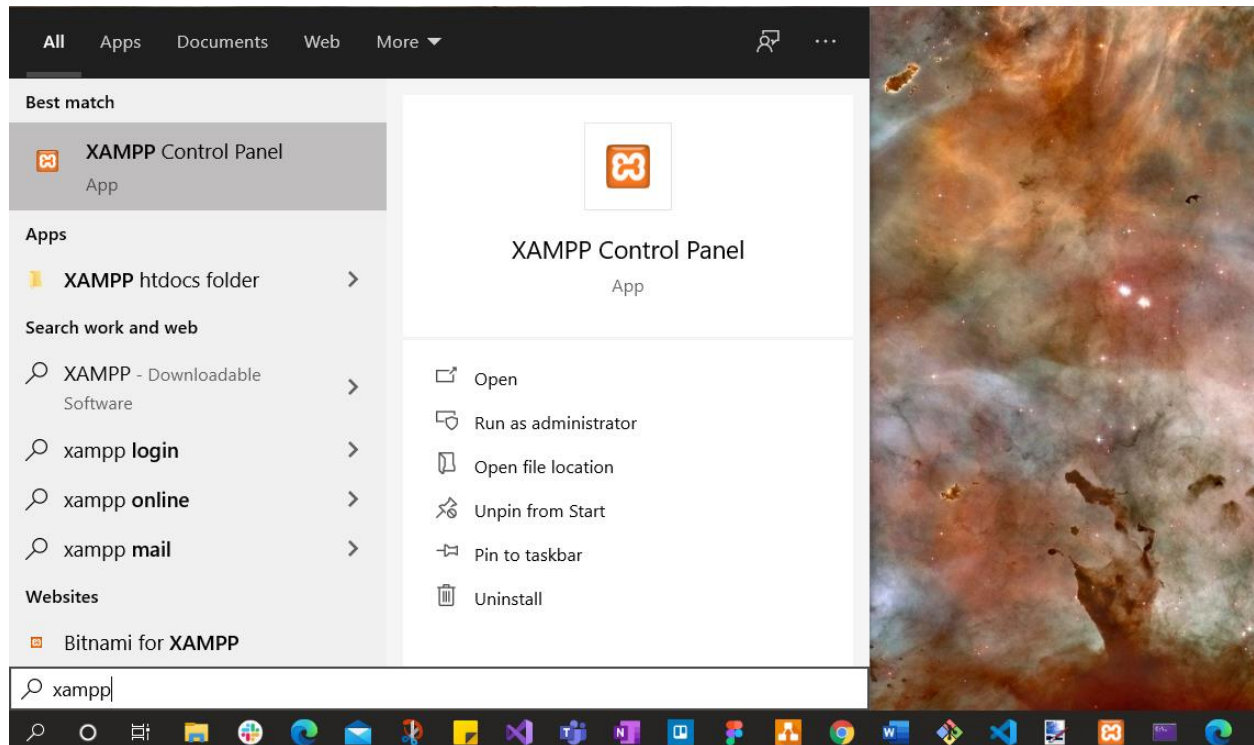 All Apps Documents Web More
Best match
XAMPP Control Panel
App
Apps
XAMPP htdocs folder
Search work and web
XAMPP - Downloadable
Software
xampp login
xampp online
xampp mail
Websites
Bitnami for XAMPP
xampp
XAMPP Control Panel
App
Open
Run as administrator
Open file location
Unpin from Start
Pin to taskbar
Uninstall